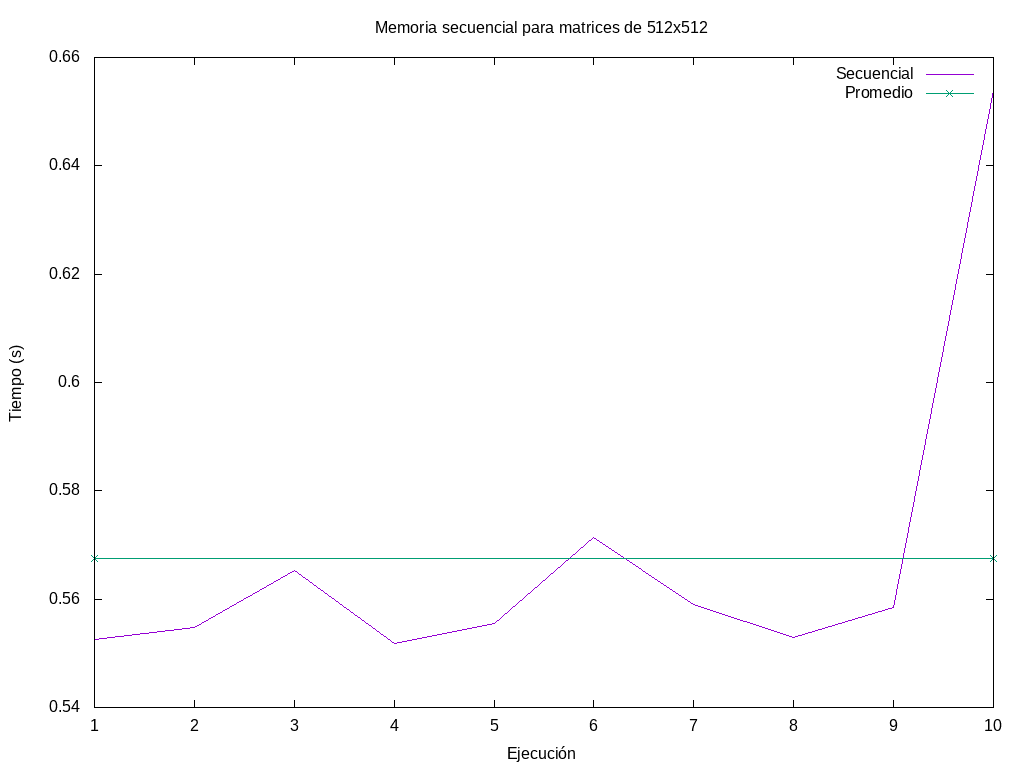 Memoria secuencial para matrices de 512x512
Secuencial
Promedio
0.66
0.64
0.62
0.6
0.58
0.56
0.54
Tiempo (s)
1 2 3 4 5 6 7 8 9 10
Ejecución